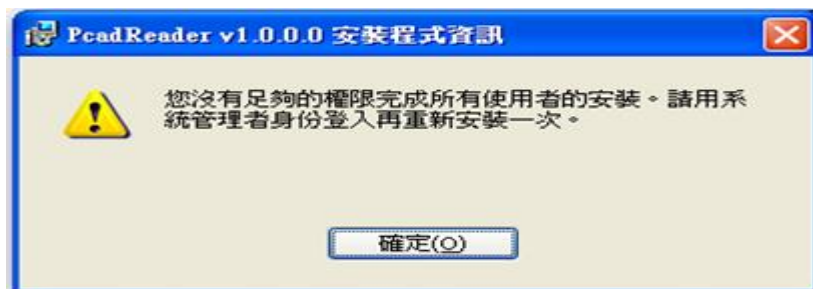 PcadReader v1.0.0.0 安裝程式資訊
您沒有足夠的權限完成所有使用者的安裝。請用系
統管理者身份登入再重新安裝一次。
確定(O)